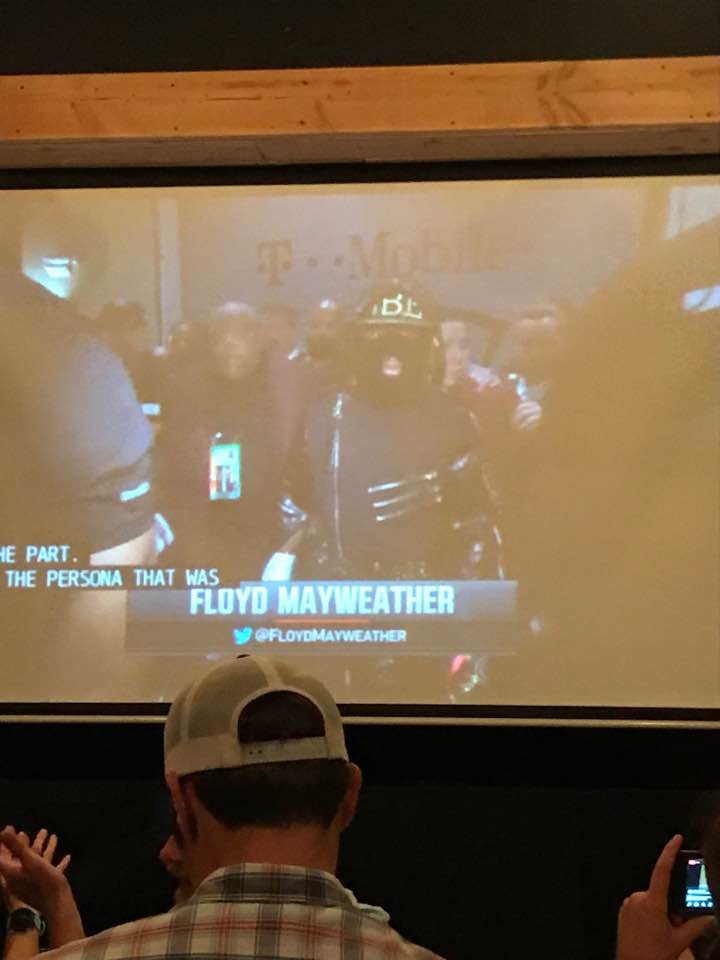 T··Mobile
HE PART.
THE PERSONA THAT WAS
FLOYD MAYWEATHER
@FLOYDMAYWEATHER